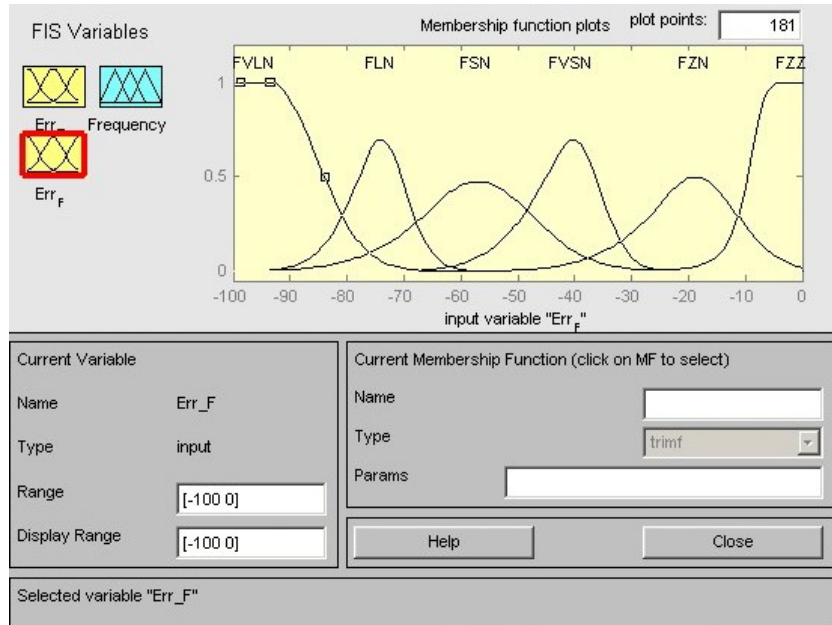 FIS Variables
Membership function plots
plot points:
181
FVLN FLN FSN FVSN FZN FZZ
1
0.5
0
-100 -90 -80 -70 -60 -50 -40 -30 -20 -10 0
input variable "Err_F"
Frequency
Err_F
Current Variable
Name Err_F
Type input
Range [-100 0]
Display Range [-100 0]
Current Membership Function (click on MF to select)
Name
Type trimf
Params
Help Close
Selected variable "Err_F"